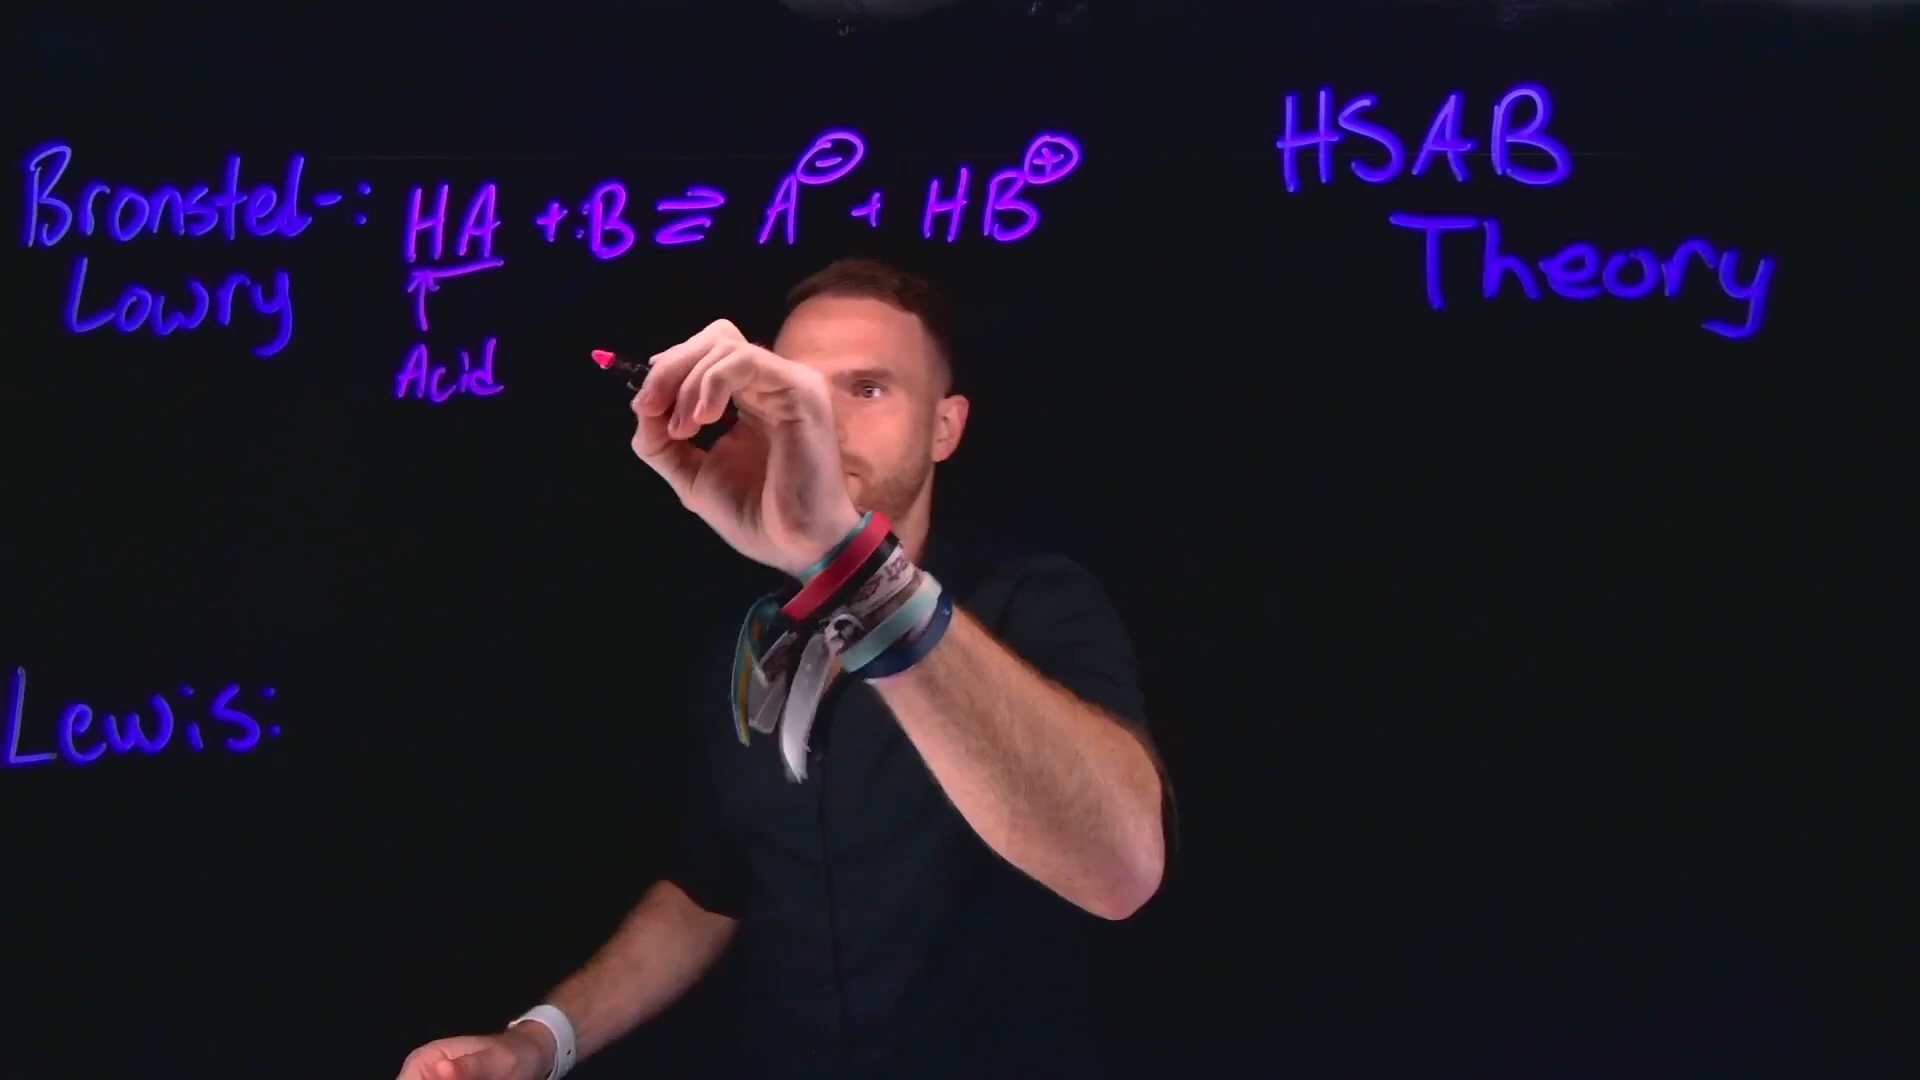 Bronsted-:
Lowry
HA + :B ⇌ A⊖ + HB⊕
Acid
HSAB
Theory
Lewis: